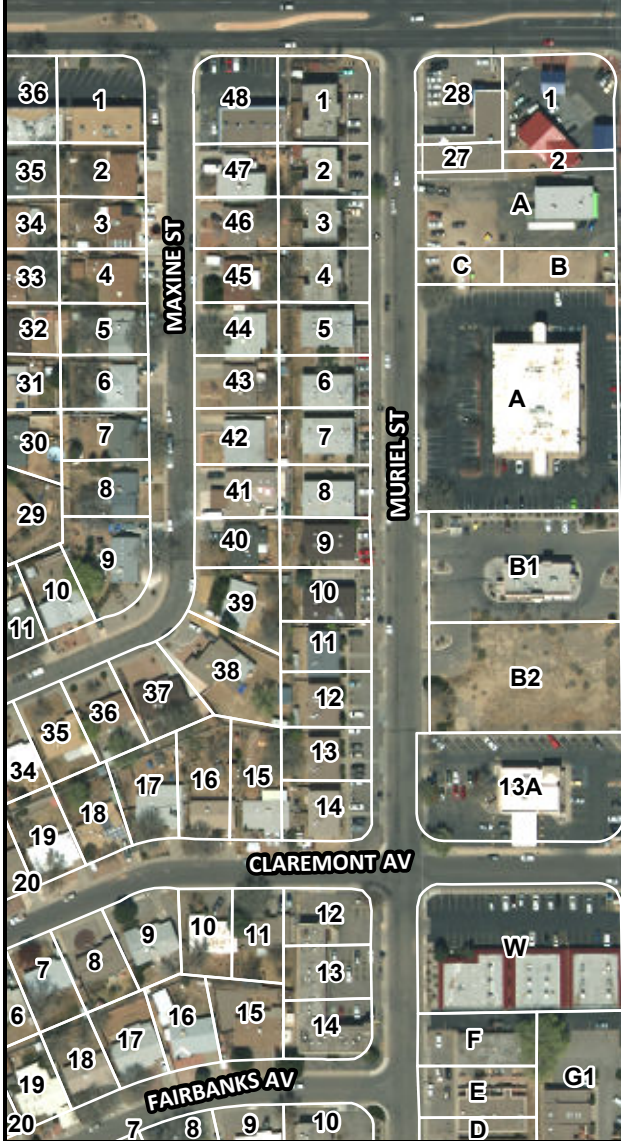 36 1 48 1 28 1
27 2
35 2 47 2
34 3 46 3 A
33 4 45 4 C B
MAXINE ST
32 5 44 5
31 6 43 6 A
30 7 42 7
MURIEL ST
29 8 41 8
9 40 9
10 39 10 B1
11 11
38 12 B2
35 36 37
34 17 16 15 13 13A
19 18 14
20
CLAREMONT AV
9 10 11 12 W
7 8 13
6 16 15 14
18 17 F
19 E G1
FAIRBANKS AV
20 7 8 9 10 D